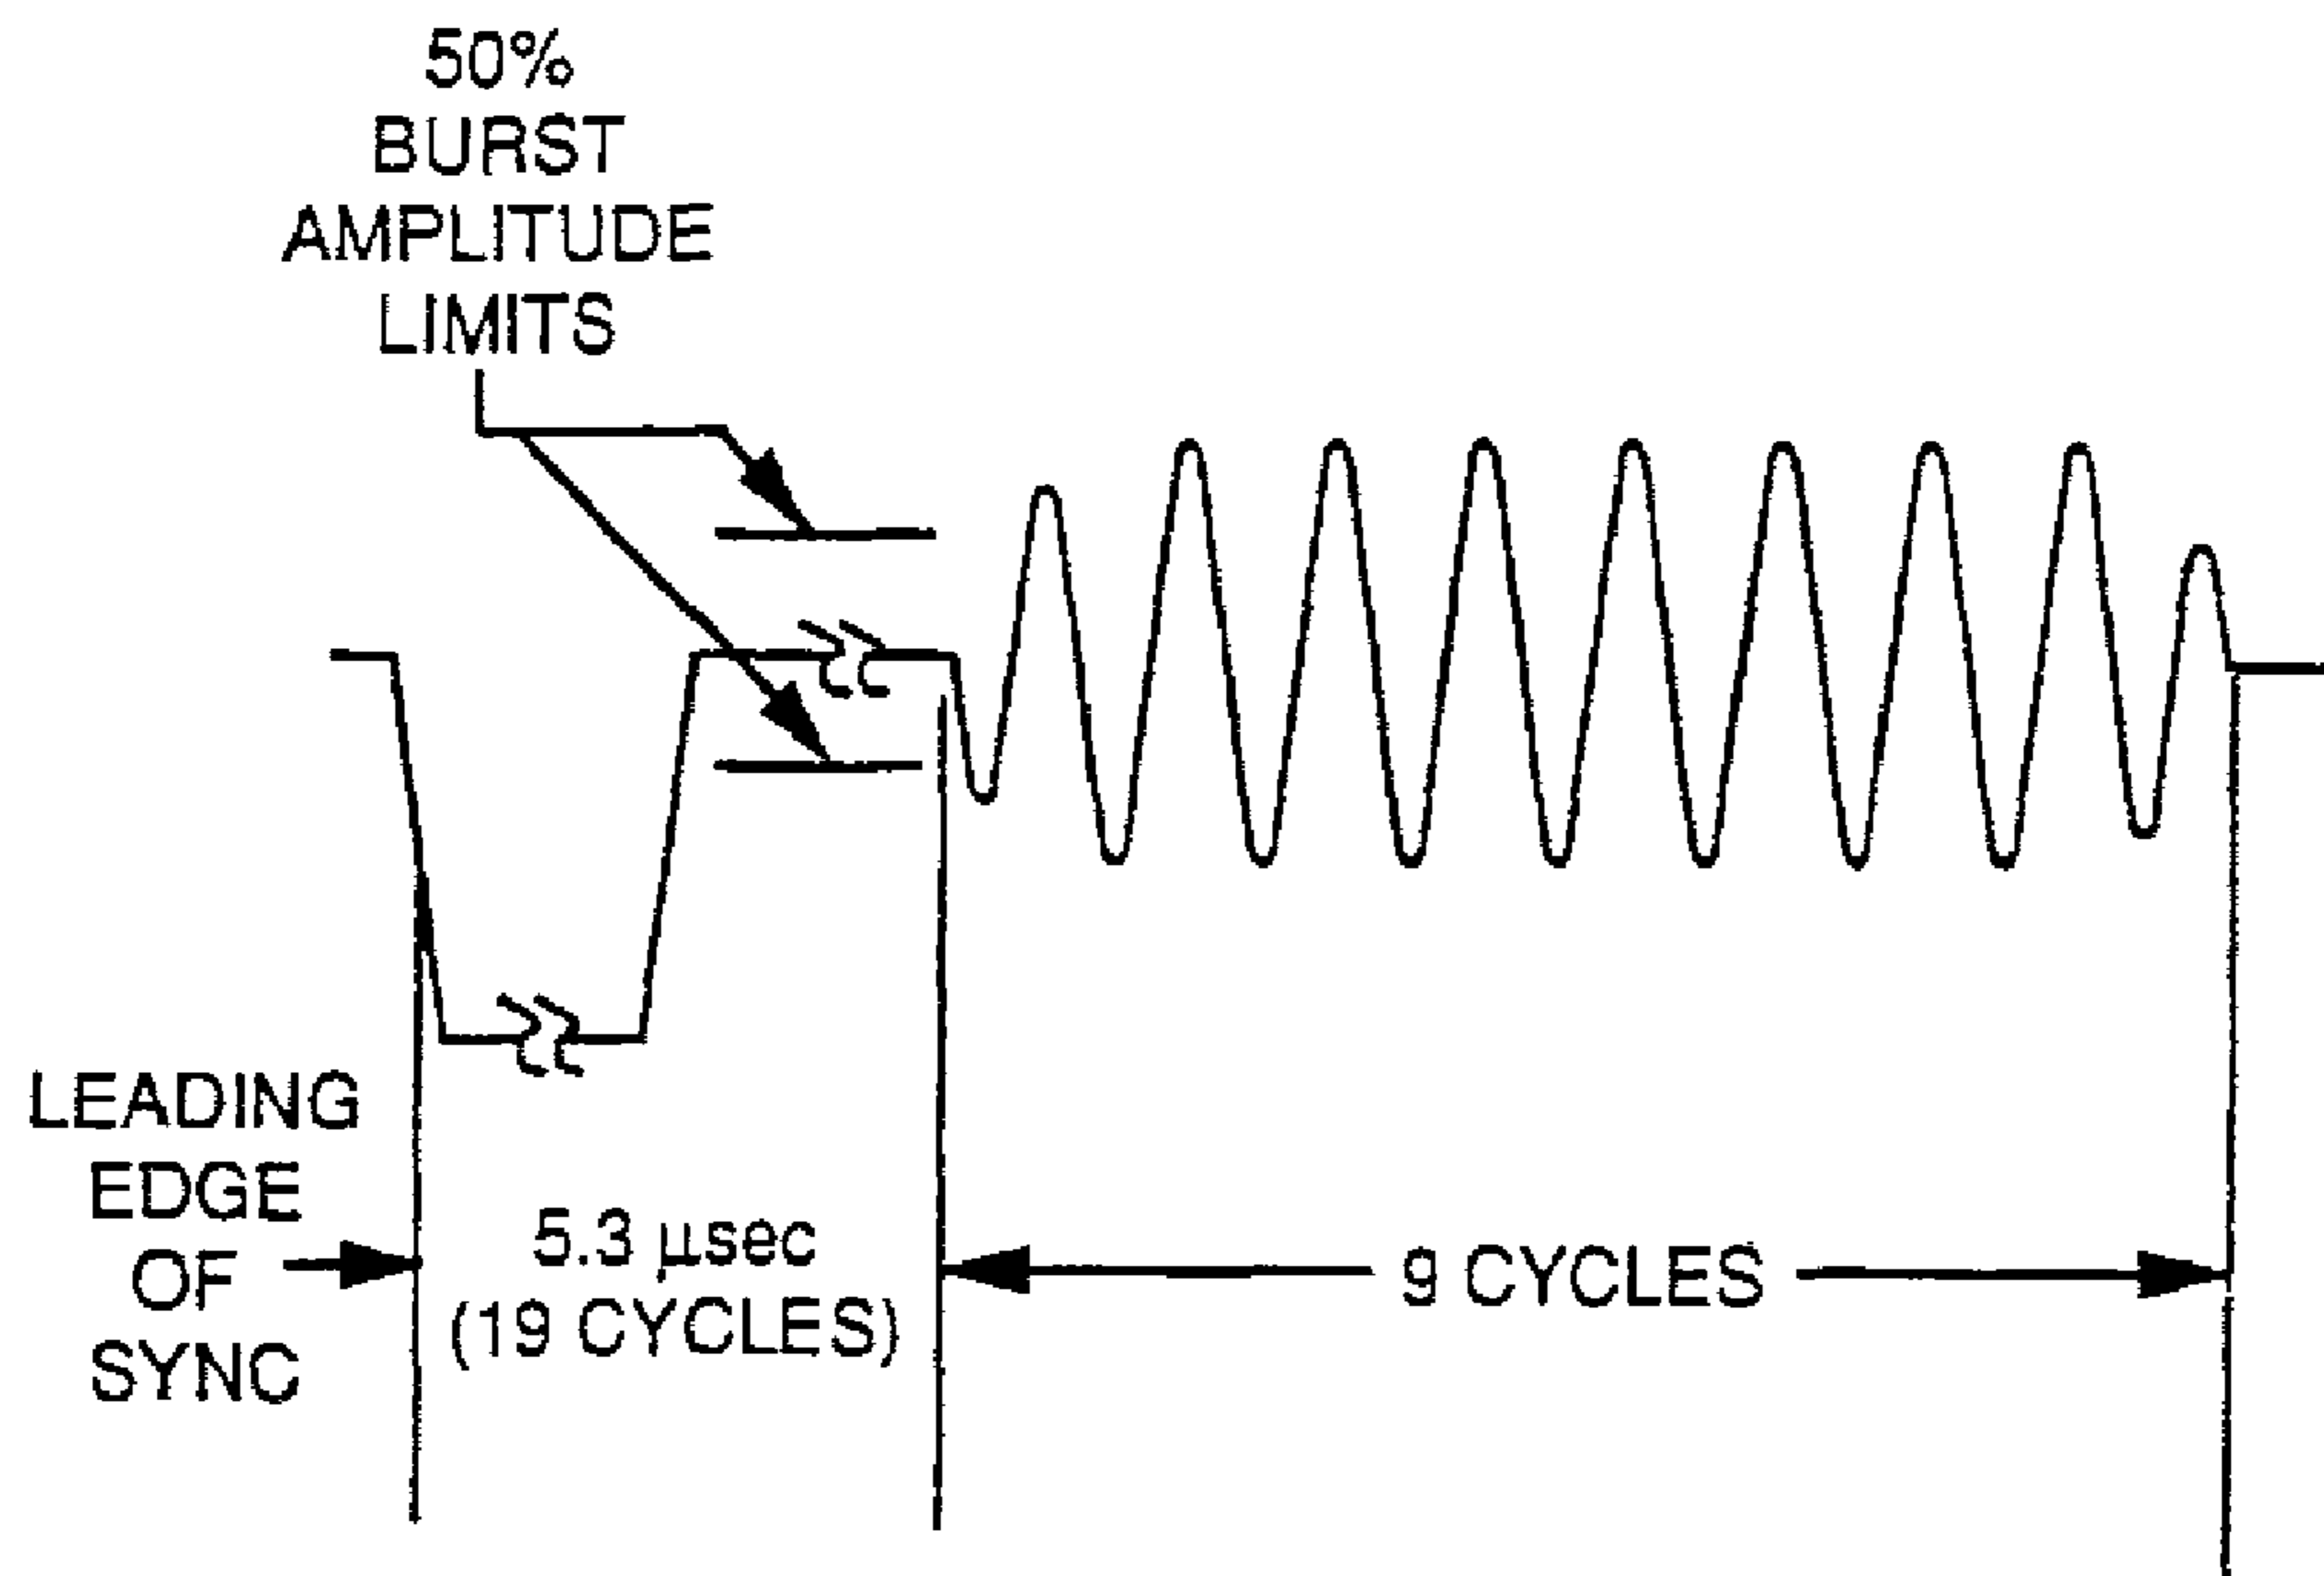 50%
BURST
AMPLITUDE
LIMITS
LEADING
EDGE
OF
SYNC
5.3 µsec
(19 CYCLES)
9 CYCLES